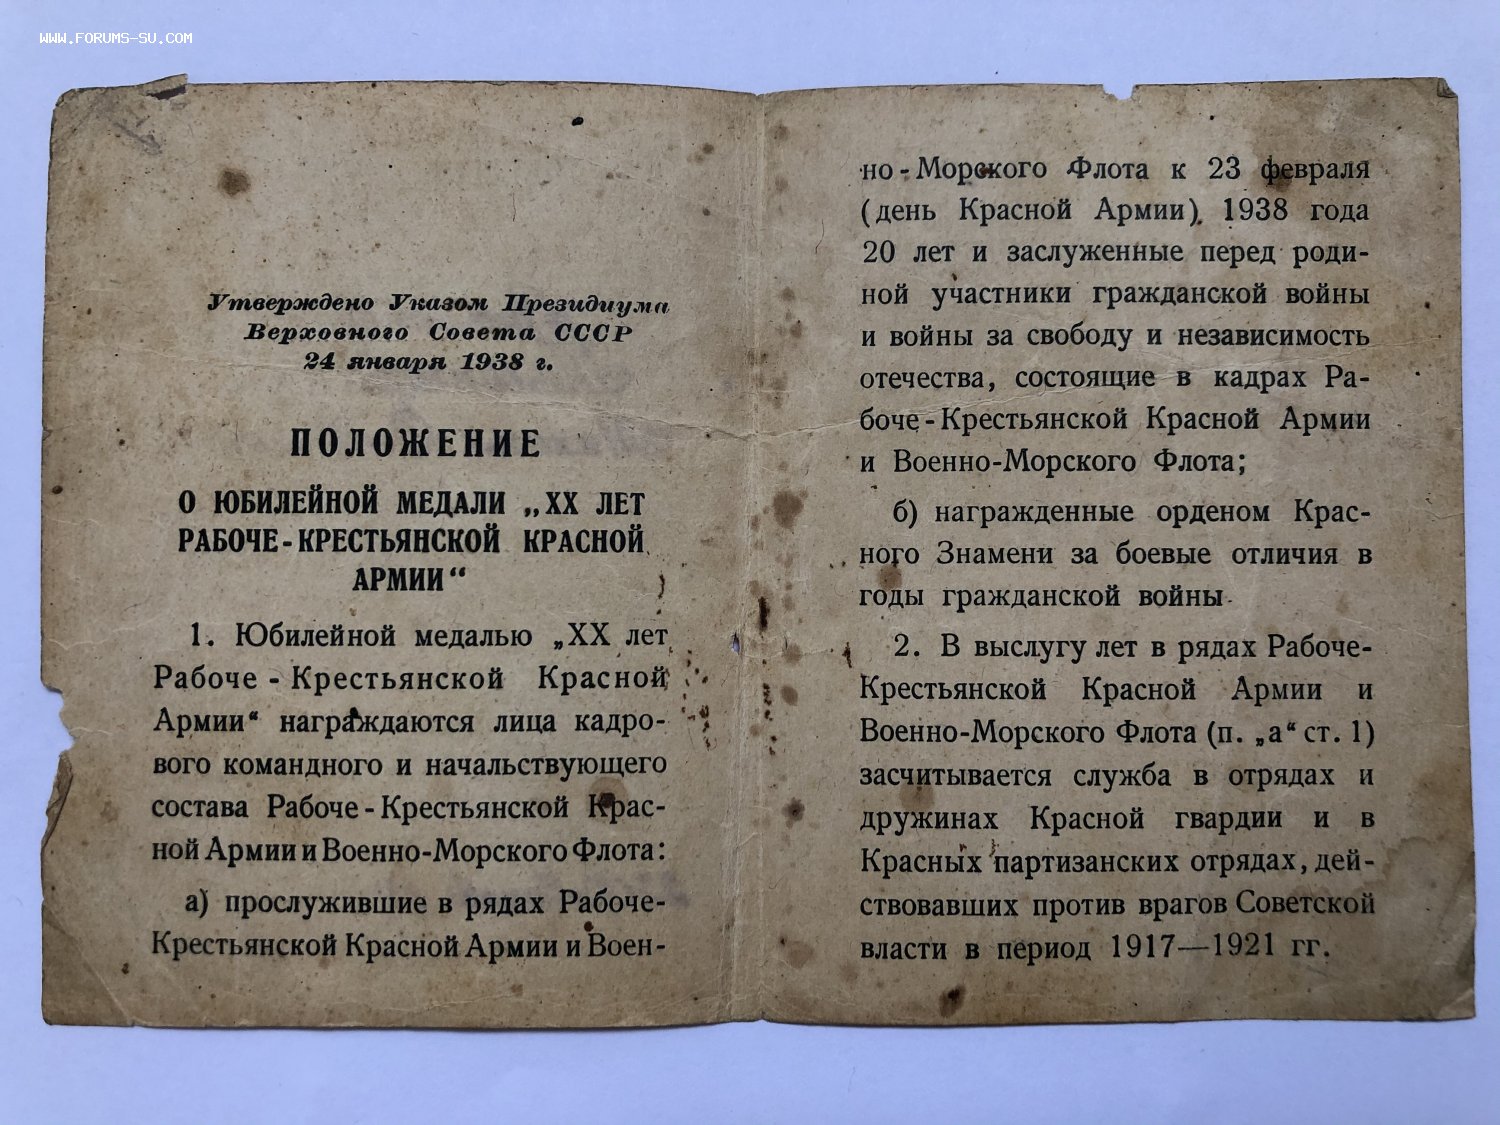 WWW.FORUMS-SU.COM
Утверждено Указом Президиума
Верховного Совета СССР
24 января 1938 г.
ПОЛОЖЕНИЕ
О ЮБИЛЕЙНОЙ МЕДАЛИ „XX ЛЕТ
РАБОЧЕ-КРЕСТЬЯНСКОЙ КРАСНОЙ
АРМИИ“
1. Юбилейной медалью „XX лет
Рабоче - Крестьянской Красной
Армии“ награждаются лица кадро-
вого командного и начальствующего
состава Рабоче-Крестьянской Крас-
ной Армии и Военно-Морского Флота:
а) прослужившие в рядах Рабоче-
Крестьянской Красной Армии и Воен-
но-Морского Флота к 23 февраля
(день Красной Армии) 1938 года
20 лет и заслуженные перед роди-
ной участники гражданской войны
и войны за свободу и независимость
отечества, состоящие в кадрах Ра-
боче-Крестьянской Красной Армии
и Военно-Морского Флота;
б) награжденные орденом Крас-
ного Знамени за боевые отличия в
годы гражданской войны.
2. В выслугу лет в рядах Рабоче-
Крестьянской Красной Армии и
Военно-Морского Флота (п. „а“ ст. 1)
засчитывается служба в отрядах и
дружинах Красной гвардии и в
Красных партизанских отрядах, дей-
ствовавших против врагов Советской
власти в период 1917—1921 гг.